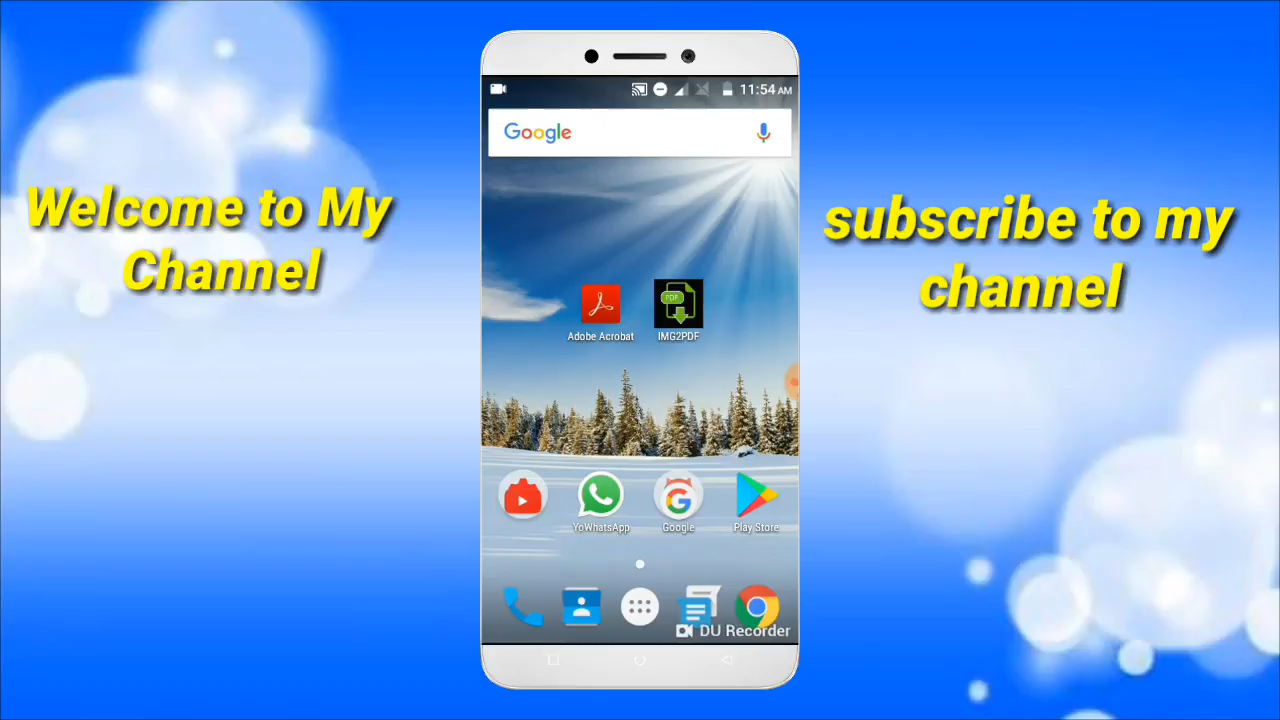 11:54 AM
Google
Welcome to My
Channel
subscribe to my
channel
PDF
Adobe Acrobat
IMG2PDF
G
YoWhatsApp
Google
Play Store
DU Recorder